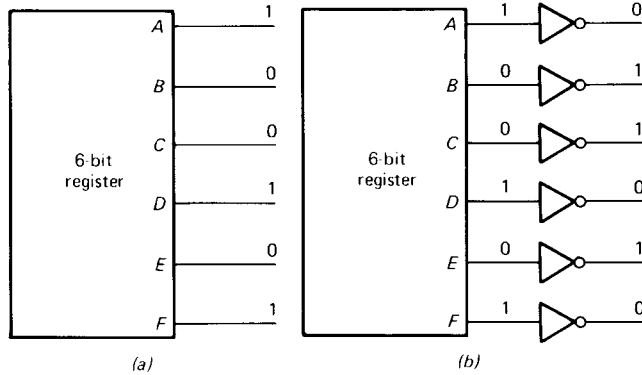 A 1
B 0
C 0
6-bit
register
D 1
E 0
F 1
(a)
A 1 0
B 0 1
C 0 1
6-bit
register
D 1 0
E 0 1
F 1 0
(b)